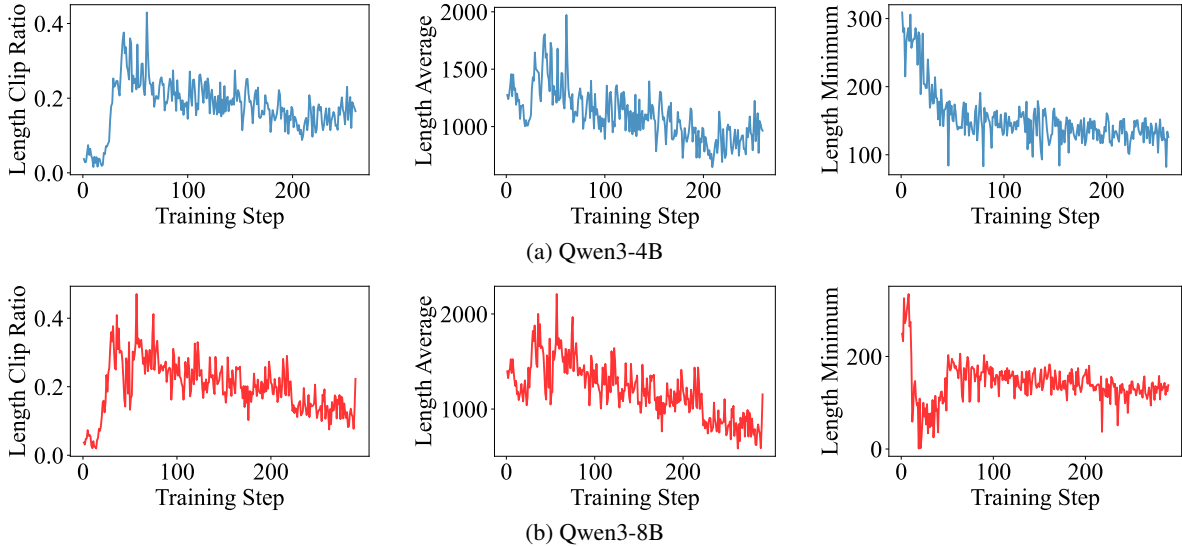 Length Clip Ratio
0.4
0.2
0.0
0
100
200
Training Step
Length Average
2000
1500
1000
0
100
200
Training Step
Length Minimum
300
200
100
0
100
200
Training Step
(a) Qwen3-4B
Length Clip Ratio
0.4
0.2
0.0
0
100
200
Training Step
Length Average
2000
1000
0
100
200
Training Step
Length Minimum
200
0
0
100
200
Training Step
(b) Qwen3-8B